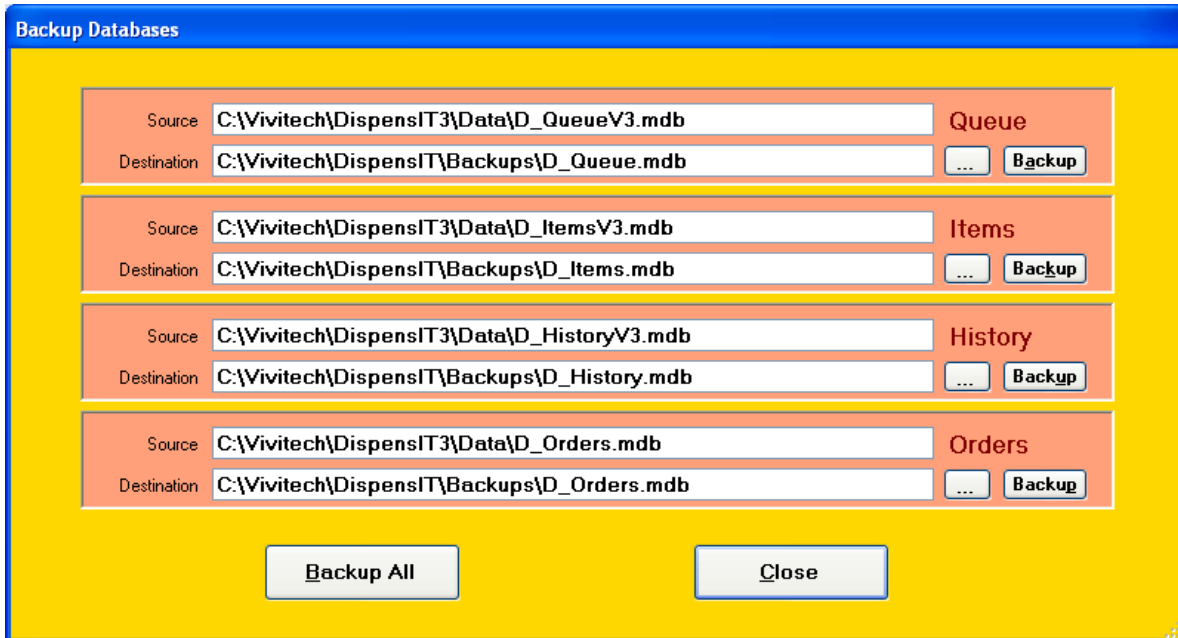 Backup Databases
Source C:\Vivitech\DispensIT3\Data\D_QueueV3.mdb Queue
Destination C:\Vivitech\DispensIT\Backups\D_Queue.mdb ... Backup
Source C:\Vivitech\DispensIT3\Data\D_ItemsV3.mdb Items
Destination C:\Vivitech\DispensIT\Backups\D_Items.mdb ... Backup
Source C:\Vivitech\DispensIT3\Data\D_HistoryV3.mdb History
Destination C:\Vivitech\DispensIT\Backups\D_History.mdb ... Backup
Source C:\Vivitech\DispensIT3\Data\D_Orders.mdb Orders
Destination C:\Vivitech\DispensIT\Backups\D_Orders.mdb ... Backup
Backup All Close